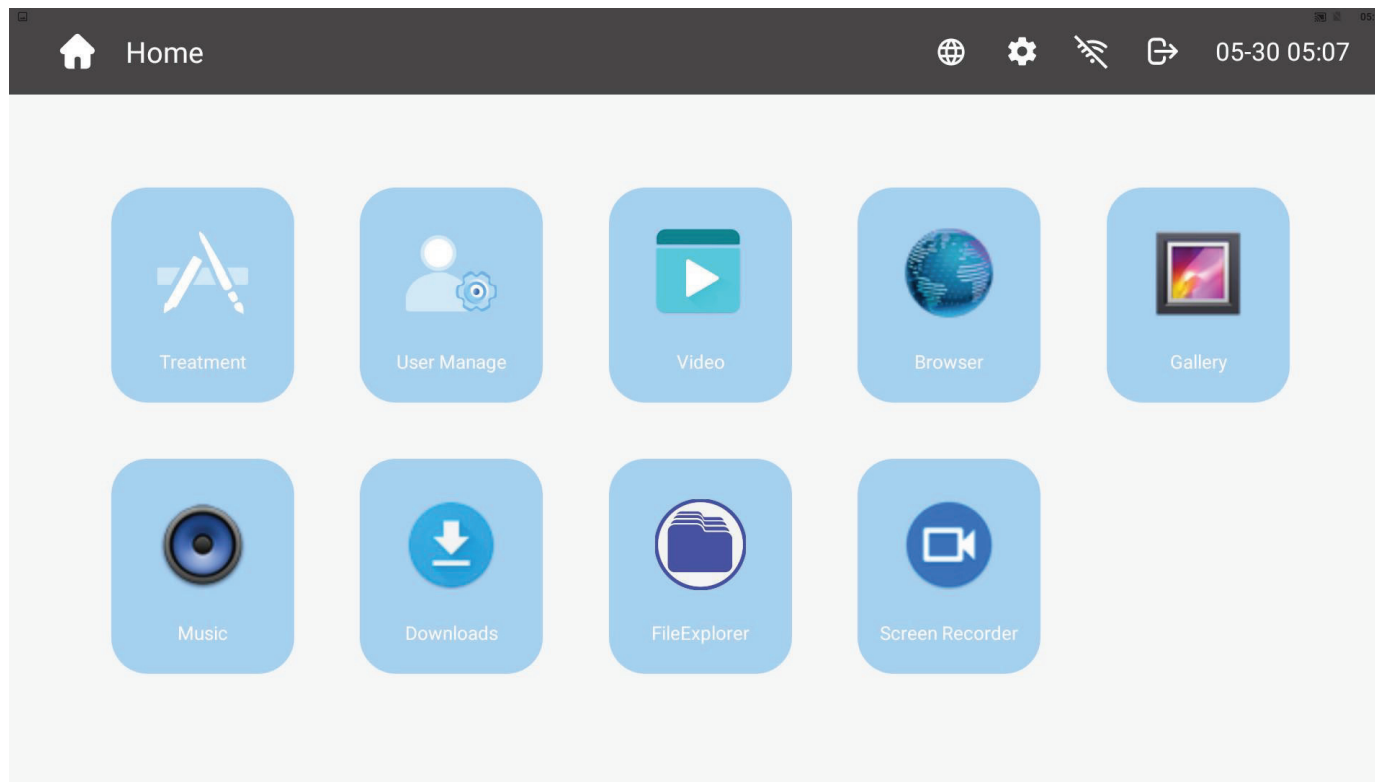 Home
05-30 05:07
Treatment
User Manage
Video
Browser
Gallery
Music
Downloads
FileExplorer
Screen Recorder